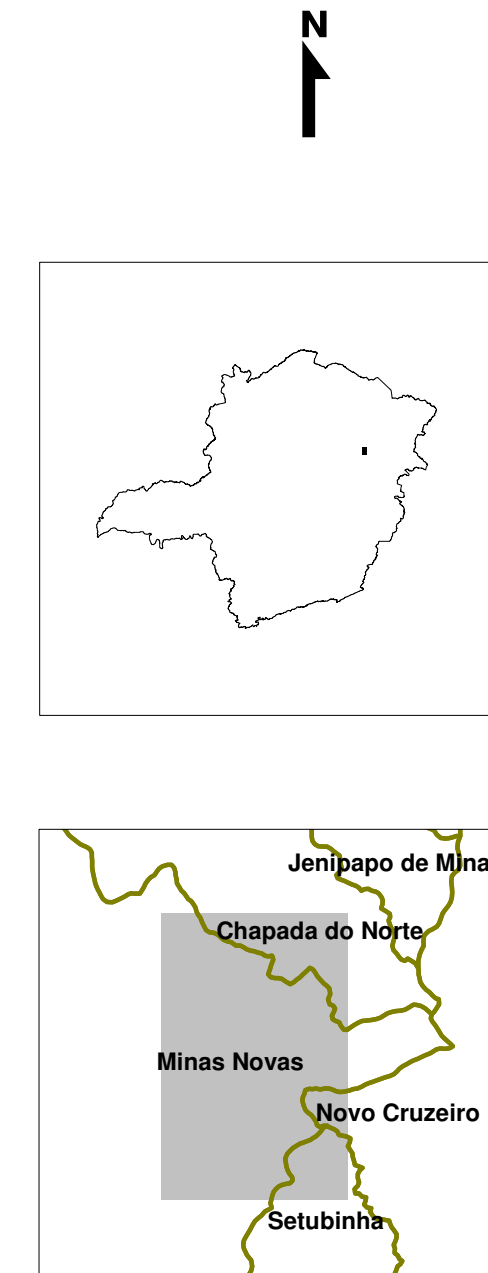 N
Jenipapo de Mina
Chapada do Norte
Minas Novas
Novo Cruzeiro
Setubinha